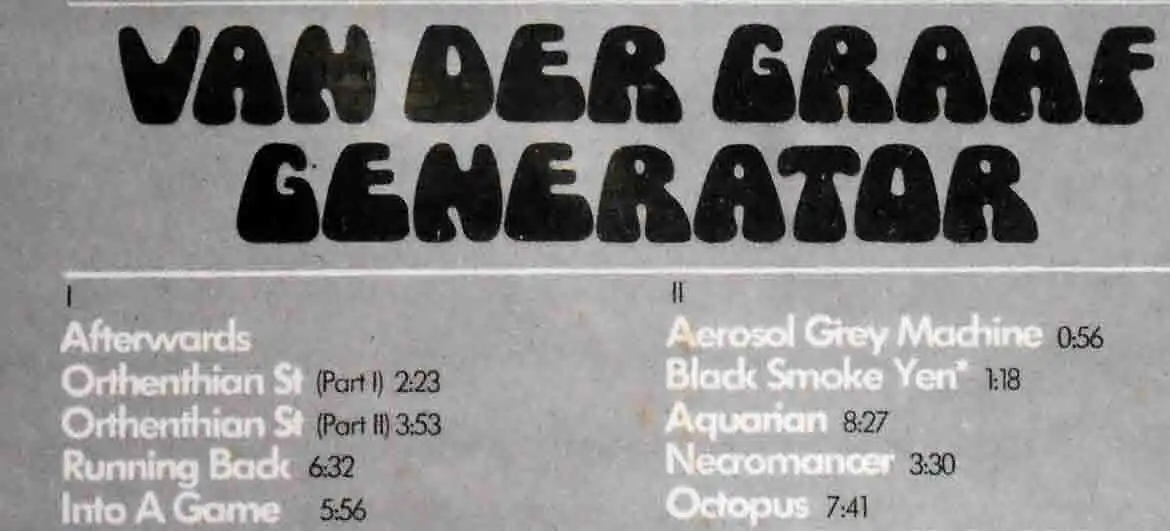 VAN DER GRAAF
GENERATOR
I
Afterwards
Orthenthian St (Part I) 2:23
Orthenthian St (Part II) 3:53
Running Back 6:32
Into A Game 5:56
II
Aerosol Grey Machine 0:56
Black Smoke Yen* 1:18
Aquarian 8:27
Necromancer 3:30
Octopus 7:41